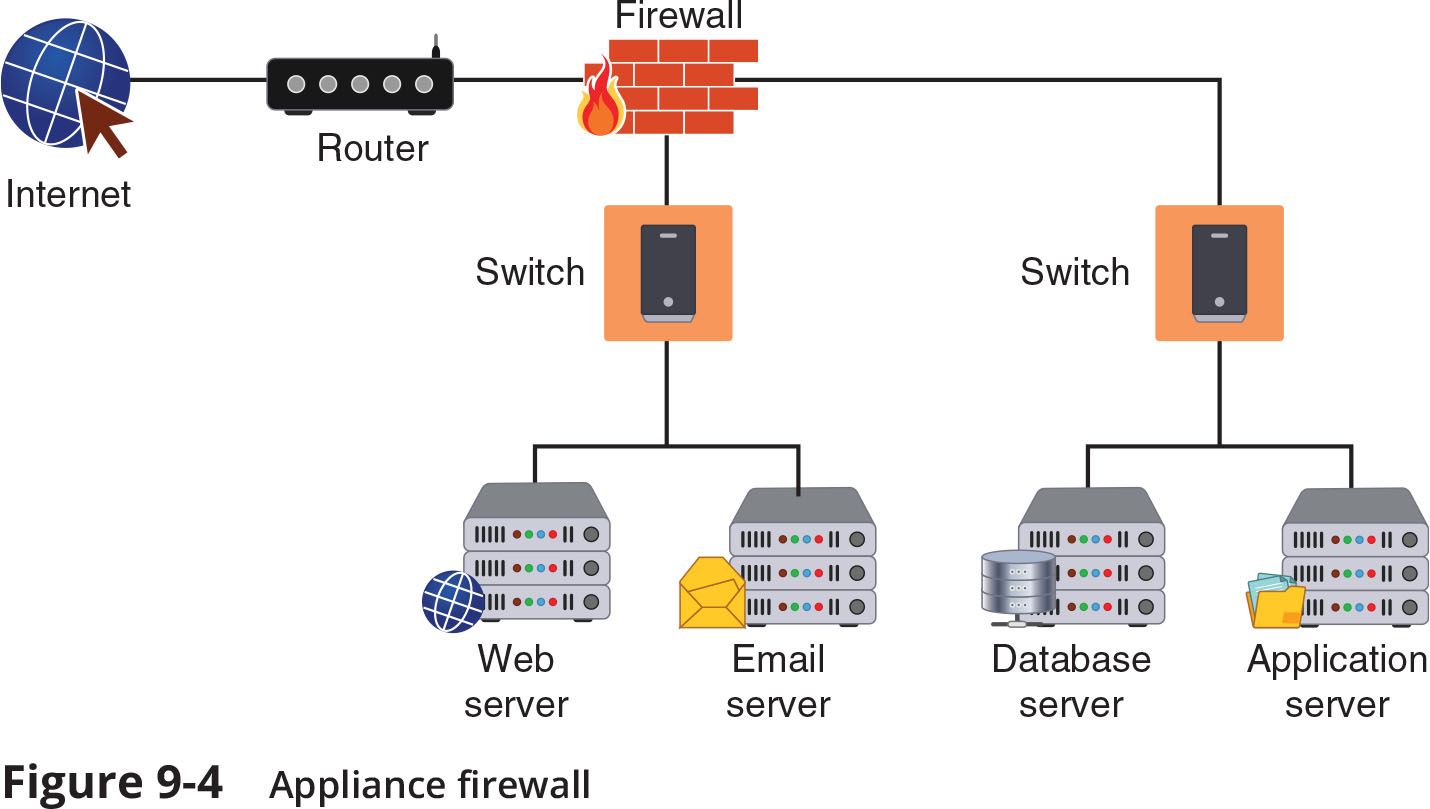 Firewall
Router
Internet
Switch
Switch
Web
server
Email
server
Database
server
Application
server
Figure 9-4 Appliance firewall